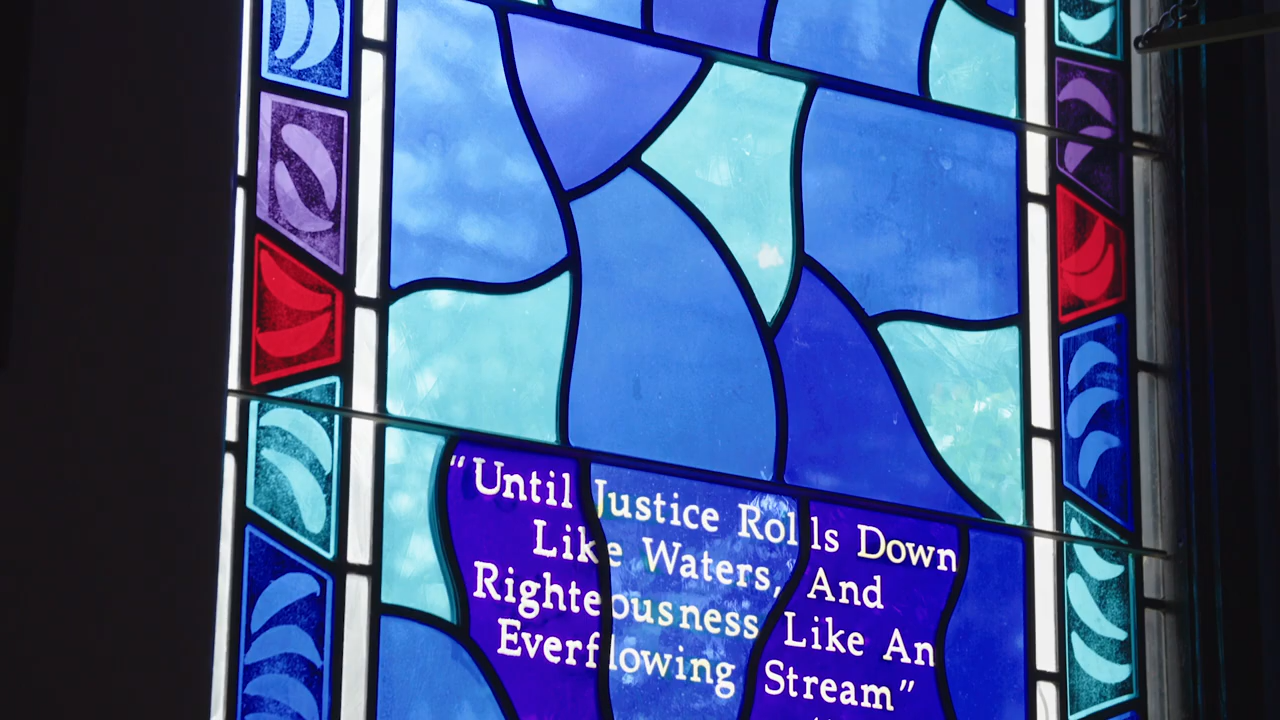 "Until Justice Rolls Down
Like Waters, And
Righteousness Like An
Everflowing Stream"